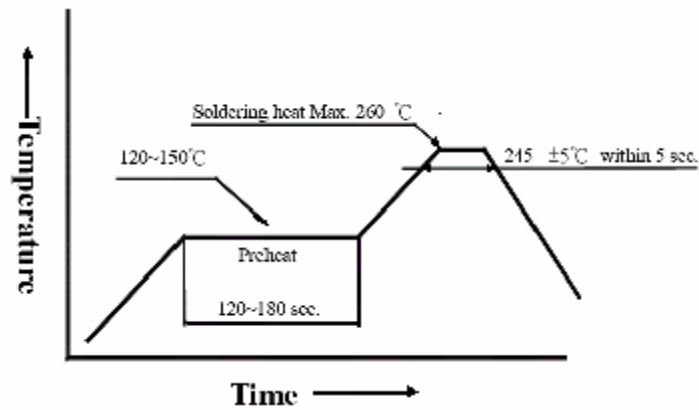 Soldering heat Max. 260 ℃
120~150℃
245 ±5℃ within 5 sec.
Temperature
Preheat
120~180 sec.
Time